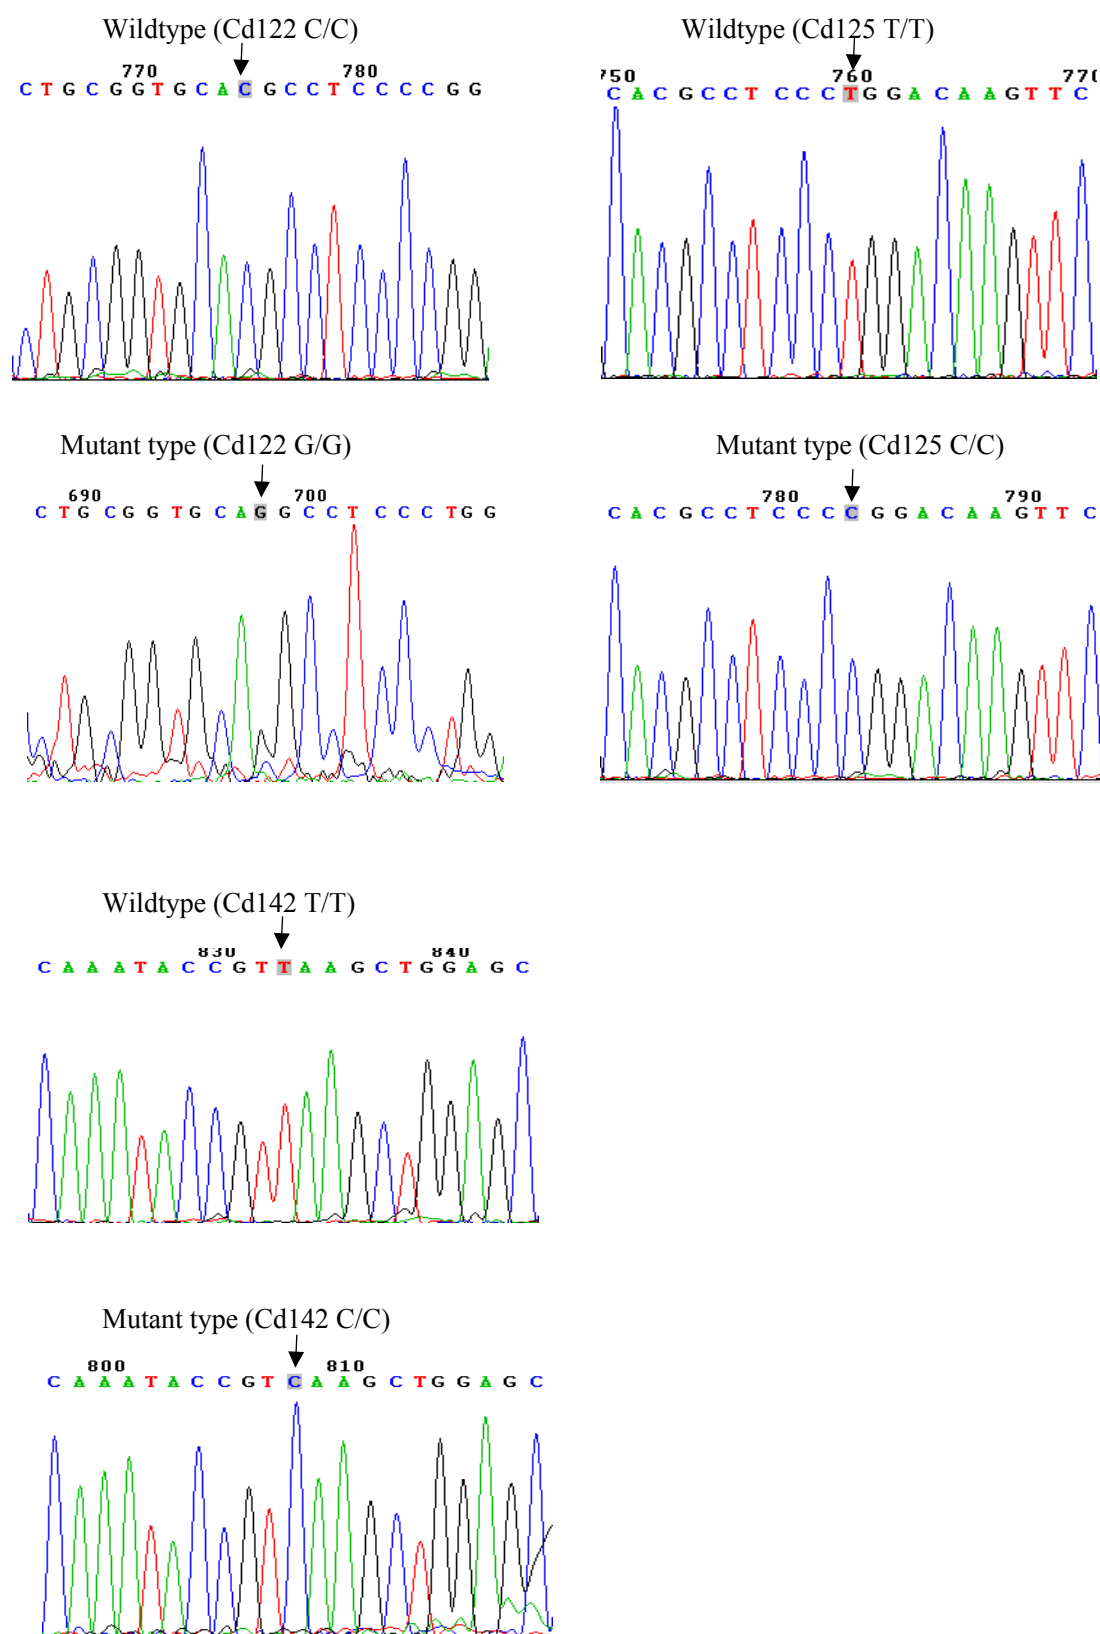 Wildtype (Cd122 C/C)
770 780
C T G C G G T G C A C G C C T C C C C G G
Wildtype (Cd125 T/T)
750 760 770
C A C G C C T C C C T G G A C A A G T T C
Mutant type (Cd122 G/G)
690 700
C T G C G G T G C A G G C C T C C C T G G
Mutant type (Cd125 C/C)
780 790
C A C G C C T C C C C G G A C A A G T T C
Wildtype (Cd142 T/T)
830 840
C A A A T A C C G T T A A G C T G G A G C
Mutant type (Cd142 C/C)
800 810
C A A A T A C C G T C A A G C T G G A G C